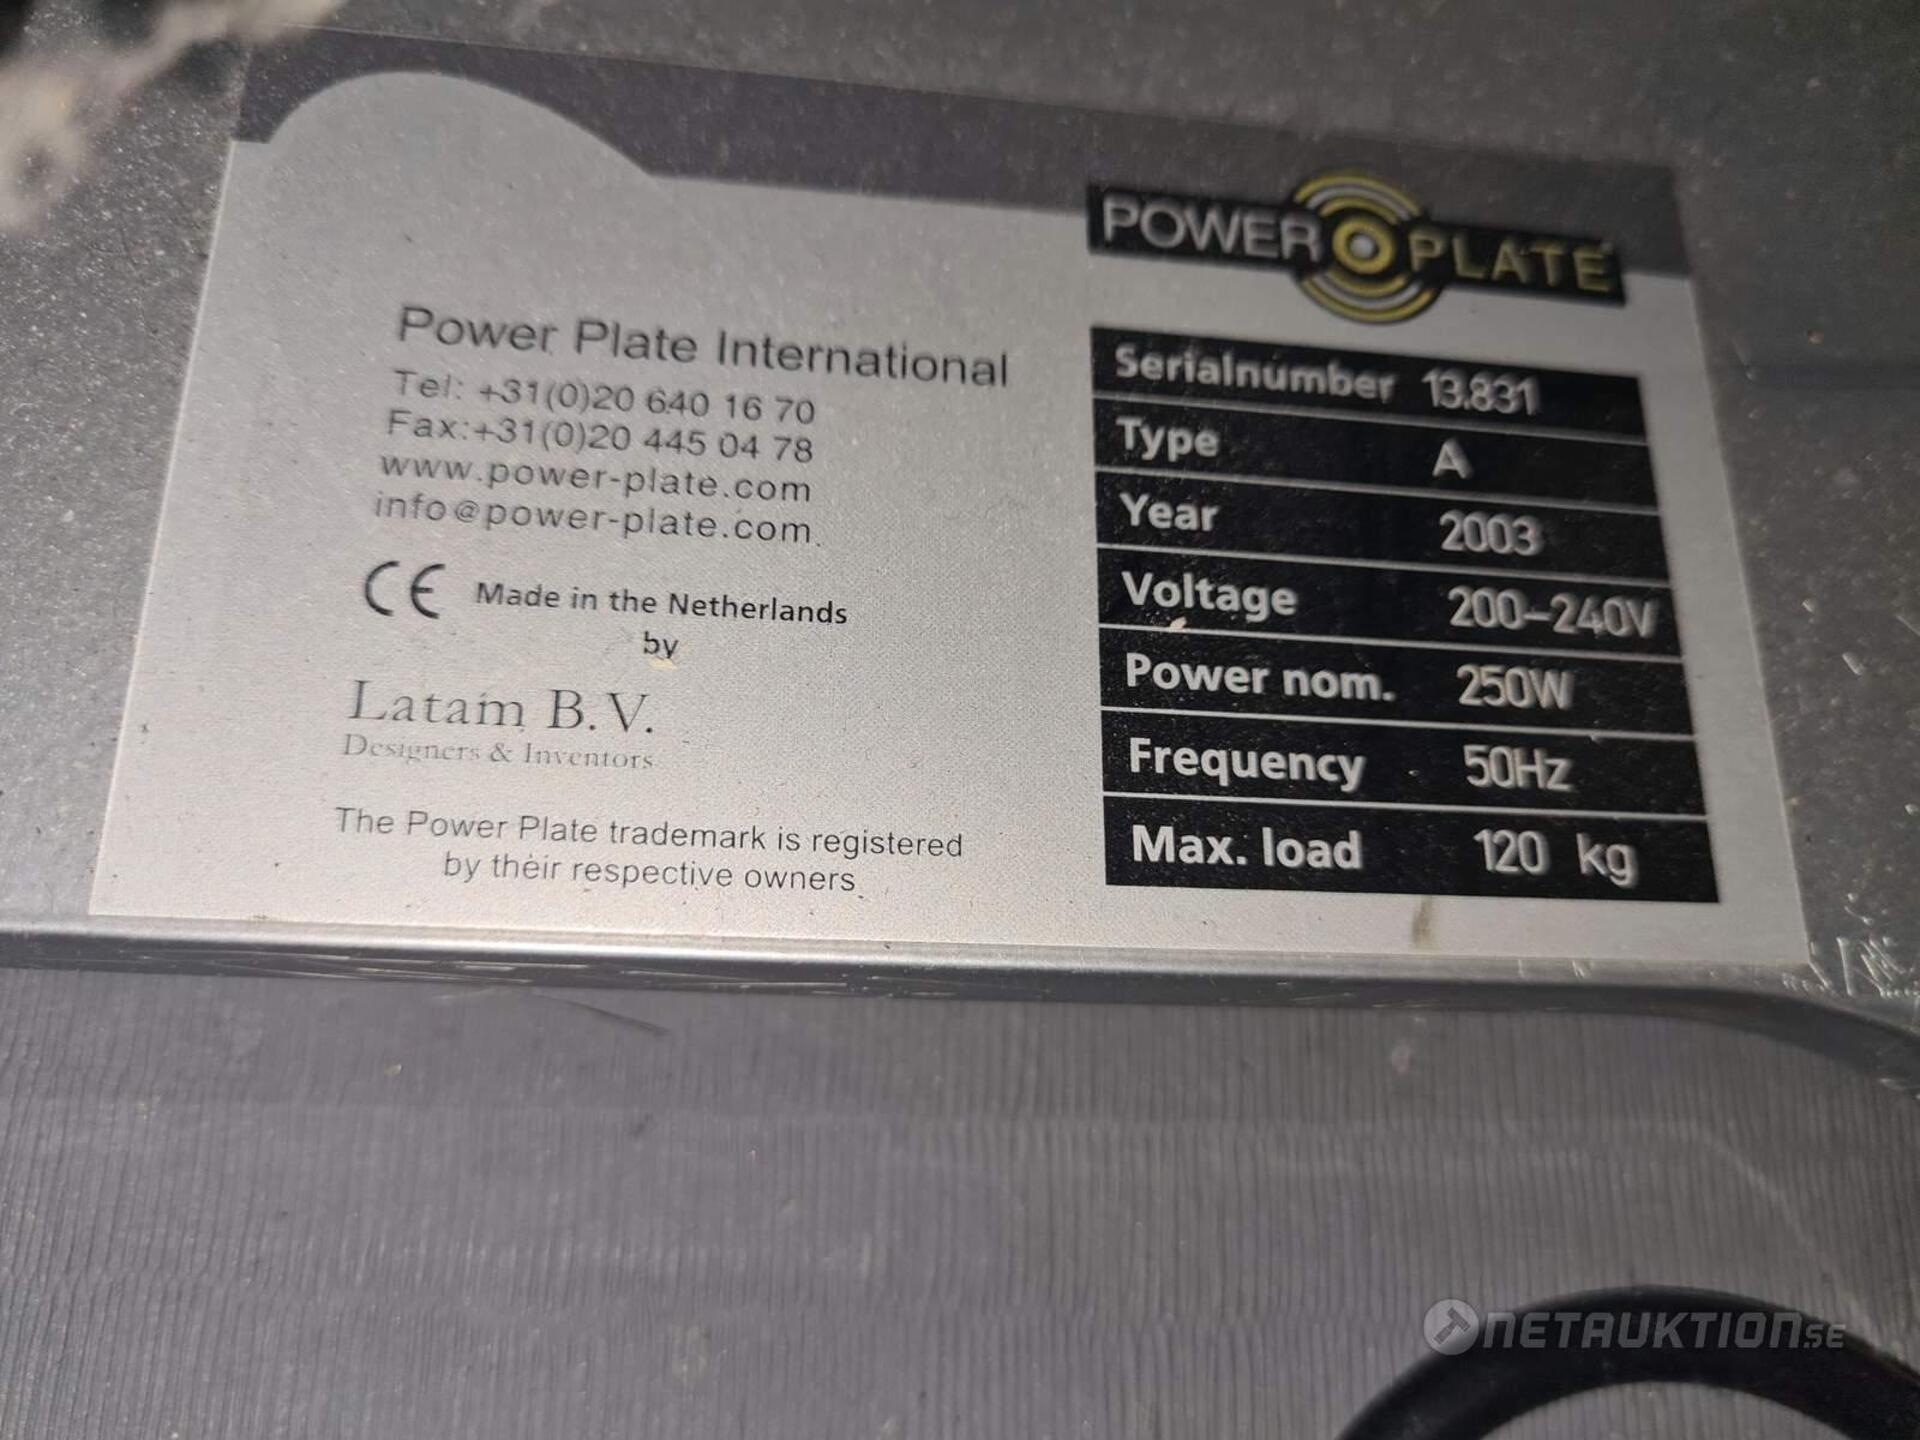 Power Plate International
Tel: +31(0)20 640 16 70
Fax:+31(0)20 445 04 78
www.power-plate.com
info@power-plate.com.
CE Made in the Netherlands
by
Latam B.V.
Designers & Inventors
The Power Plate trademark is registered
by their respective owners.
POWER PLATE
Serialnumber 13.831
Type A
Year 2003
Voltage 200-240V
Power nom. 250W
Frequency 50Hz
Max. load 120 kg
NETAUKTION.SE